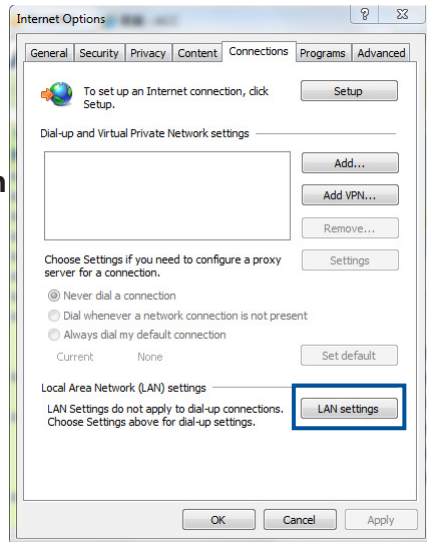 Internet Options
General Security Privacy Content Connections Programs Advanced
To set up an Internet connection, click
Setup.
Setup
Dial-up and Virtual Private Network settings
Add...
Add VPN...
Remove...
Choose Settings if you need to configure a proxy
server for a connection.
Settings
Never dial a connection
Dial whenever a network connection is not present
Always dial my default connection
Current None
Set default
Local Area Network (LAN) settings
LAN Settings do not apply to dial-up connections.
Choose Settings above for dial-up settings.
LAN settings
OK Cancel Apply